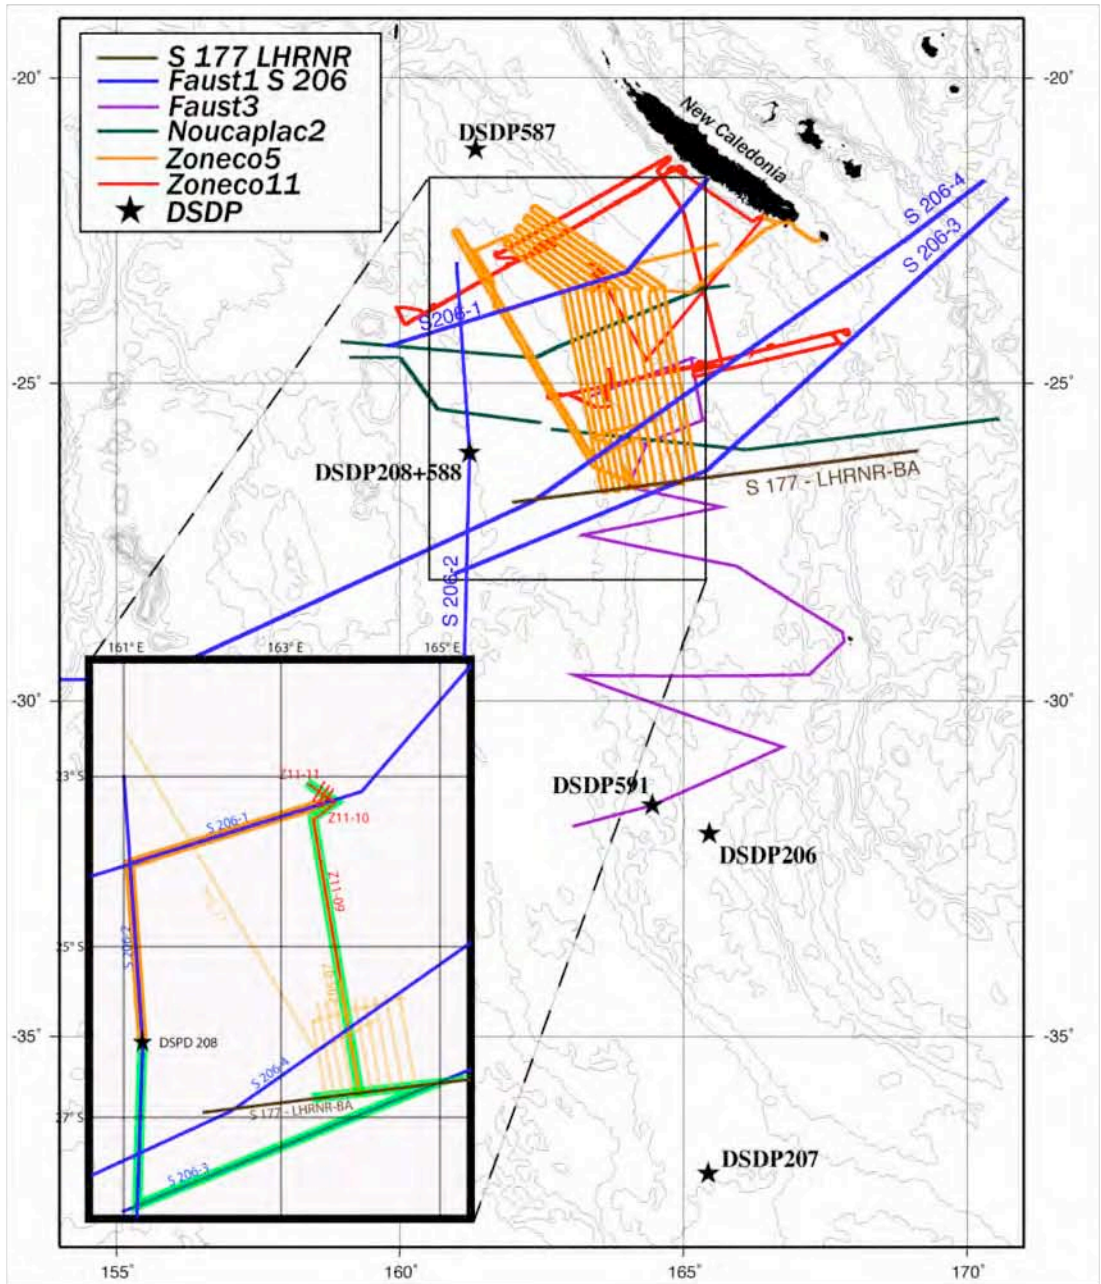 S 177 LHRNR
Faust1 S 206
Faust3
Noucaplac2
Zoneco5
Zoneco11
DSDP
-20°
-20°
DSDP587
New Caledonia
S 206-4
S 206-3
S206-1
-25°
-25°
DSDP208+588
S 177 - LHRNR-BA
S 206-2
161° E
163° E
165° E
-30°
-30°
23° S
Z11-11
Z11-10
S 206-1
DSDP591
DSDP206
Z11-09
S 206-2
25° S
-35°
-35°
DSPD 208
S 206-4
S 177 - LHRNR-BA
27° S
S 206-3
DSDP207
155°
160°
165°
170°